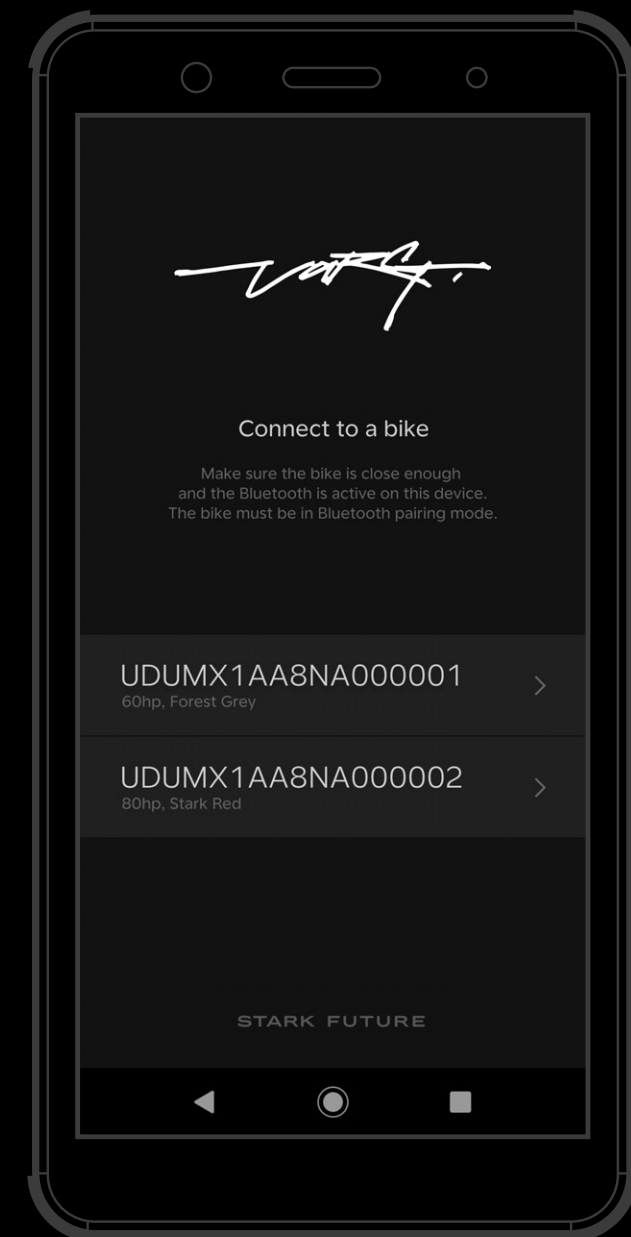 VARG.
Connect to a bike
Make sure the bike is close enough
and the Bluetooth is active on this device.
The bike must be in Bluetooth pairing mode.
UDUMX1AA8NA000001
60hp, Forest Grey
UDUMX1AA8NA000002
80hp, Stark Red
STARK FUTURE